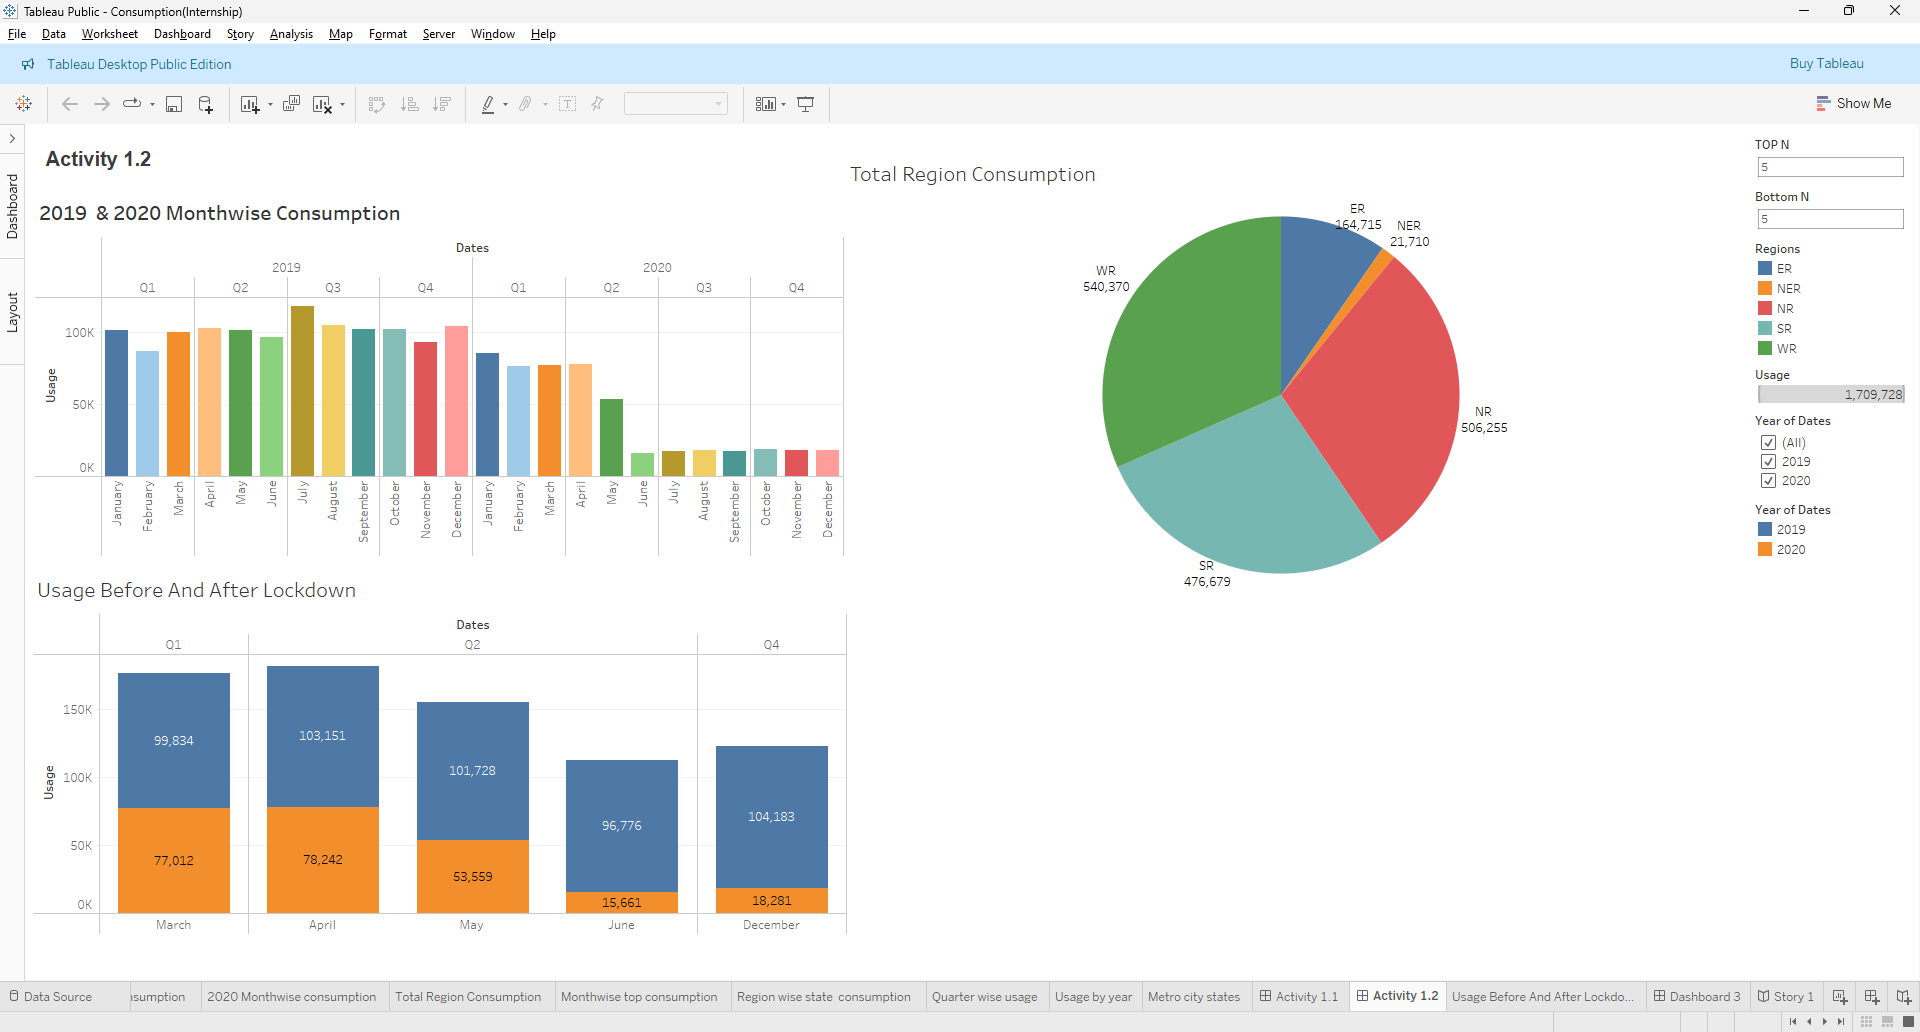 Tableau Public - Consumption(Internship)
File Data Worksheet Dashboard Story Analysis Map Format Server Window Help
Tableau Desktop Public Edition
Buy Tableau
Show Me
Dashboard
Layout
Activity 1.2
2019 & 2020 Monthwise Consumption
Dates
2019 2020
Q1 Q2 Q3 Q4 Q1 Q2 Q3 Q4
Usage
100K
50K
0K
January February March April May June July August September October November December January February March April May June July August September October November December
Usage Before And After Lockdown
Dates
Q1 Q2 Q4
Usage
150K
100K
50K
0K
99,834 103,151 101,728 96,776 104,183
77,012 78,242 53,559 15,661 18,281
March April May June December
Total Region Consumption
ER
164,715
NER
21,710
WR
540,370
NR
506,255
SR
476,679
TOP N
5
Bottom N
5
Regions
ER
NER
NR
SR
WR
Usage
1,709,728
Year of Dates
(All)
2019
2020
Year of Dates
2019
2020
Data Source sumption 2020 Monthwise consumption Total Region Consumption Monthwise top consumption Region wise state consumption Quarter wise usage Usage by year Metro city states Activity 1.1 Activity 1.2 Usage Before And After Lockdo... Dashboard 3 Story 1